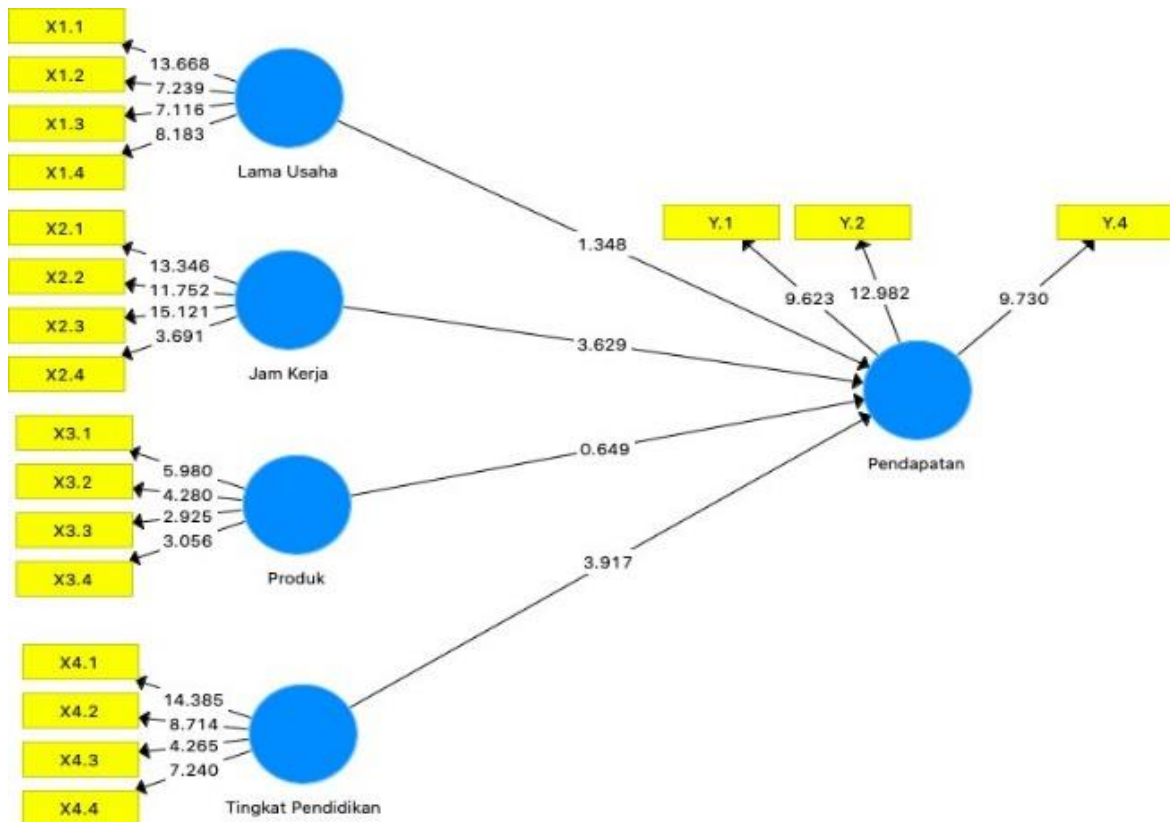 X1.1
13.668
X1.2
7.239
X1.3
7.116
8.183
X1.4
Lama Usaha
X2.1
13.346
X2.2
11.752
X2.3
15.121
3.691
X2.4
Jam Kerja
X3.1
5.980
X3.2
4.280
X3.3
2.925
3.056
X3.4
Produk
X4.1
14.385
X4.2
8.714
X4.3
4.265
7.240
X4.4
Tingkat Pendidikan
1.348
3.629
0.649
3.917
Y.1
Y.2
Y.4
9.623
12.982
9.730
Pendapatan